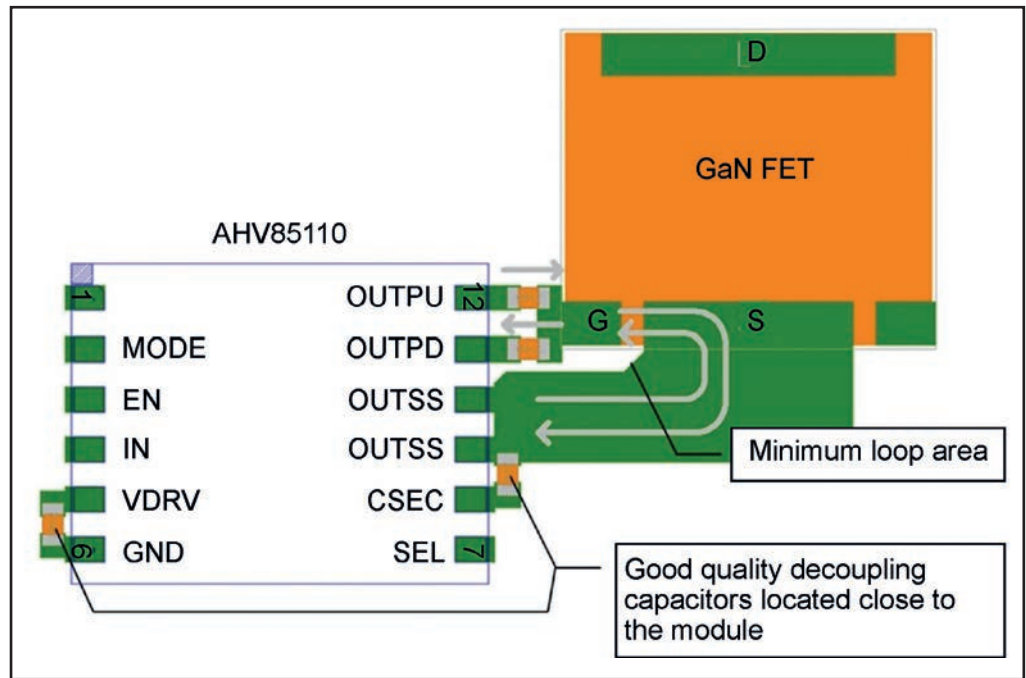 D
GaN FET
AHV85110
1
OUTPU
12
G
S
MODE
OUTPD
EN
OUTSS
IN
OUTSS
Minimum loop area
VDRV
CSEC
6
GND
SEL
7
Good quality decoupling
capacitors located close to
the module